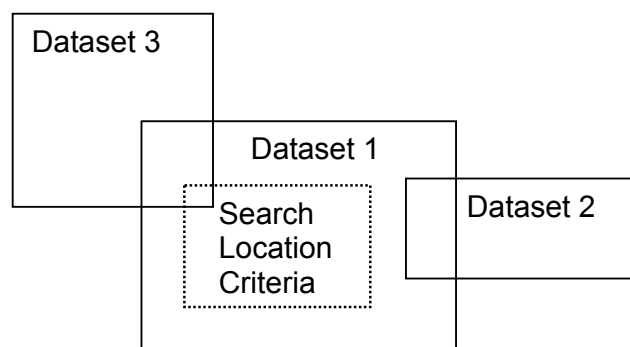 Dataset 3
Dataset 1
Search
Location
Criteria
Dataset 2